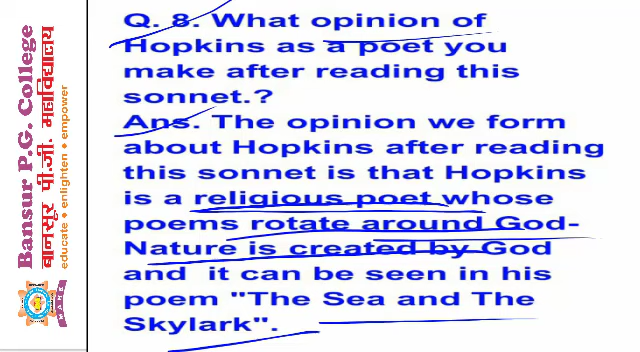 Bansur P.G. College
बानसूर पी.जी. महाविद्यालय
educate • enlighten • empower
Q. 8. What opinion of
Hopkins as a poet you
make after reading this
sonnet.?
Ans. The opinion we form
about Hopkins after reading
this sonnet is that Hopkins
is a religious poet whose
poems rotate around God-
Nature is created by God
and it can be seen in his
poem "The Sea and The
Skylark".